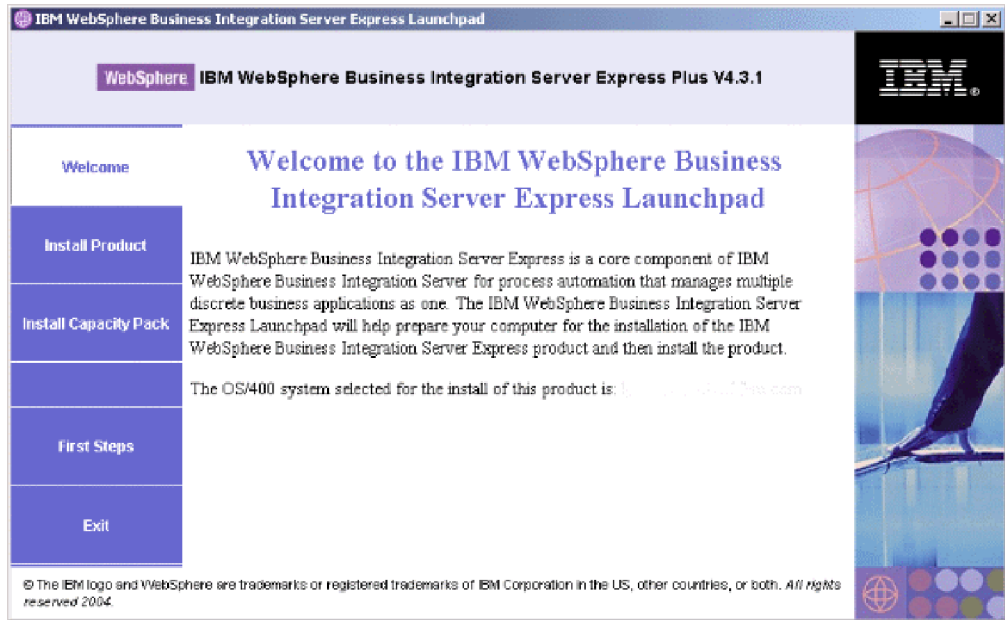 IBM WebSphere Business Integration Server Express Launchpad
WebSphere IBM WebSphere Business Integration Server Express Plus V4.3.1
IBM®
Welcome
Install Product
Install Capacity Pack
First Steps
Exit
Welcome to the IBM WebSphere Business
Integration Server Express Launchpad
IBM WebSphere Business Integration Server Express is a core component of IBM
WebSphere Business Integration Server for process automation that manages multiple
discrete business applications as one. The IBM WebSphere Business Integration Server
Express Launchpad will help prepare your computer for the installation of the IBM
WebSphere Business Integration Server Express product and then install the product.
The OS/400 system selected for the install of this product is:
© The IBM logo and WebSphere are trademarks or registered trademarks of IBM Corporation in the US, other countries, or both. All rights
reserved 2004.